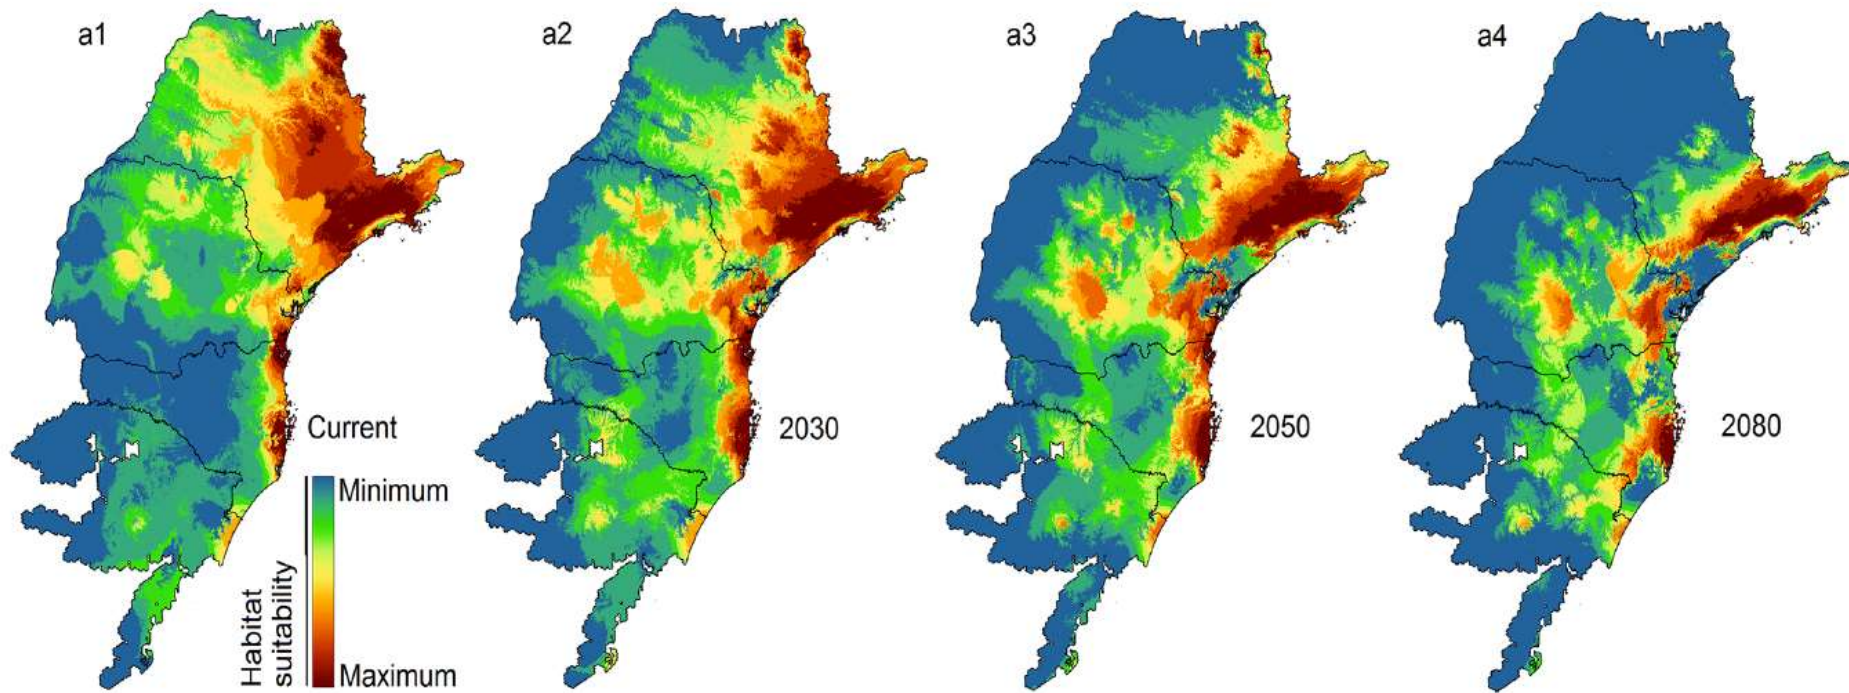 a1
a2
a3
a4
Current
2030
2050
2080
Minimum
Maximum
Habitat
suitability